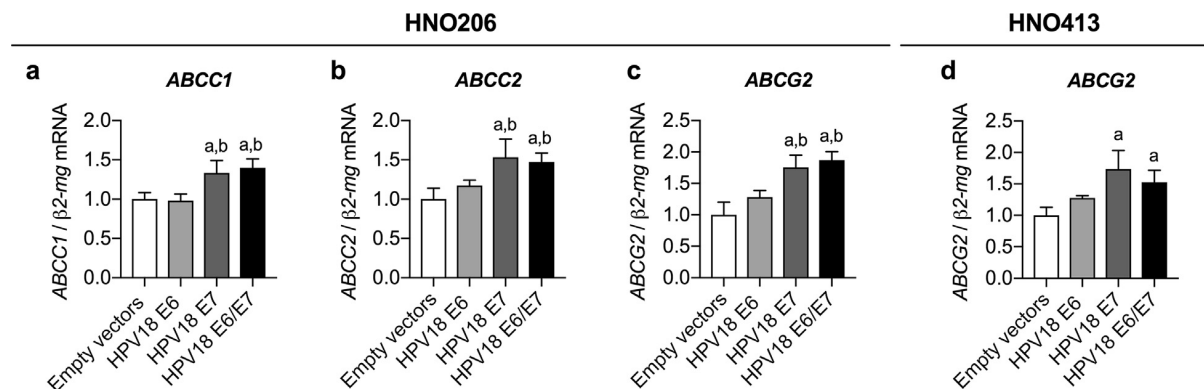 HNO206
HNO413
a
ABCC1
ABCC1 / β2-mg mRNA
2.0
1.5
1.0
0.5
0.0
a,b
a,b
Empty vectors
HPV18 E6
HPV18 E7
HPV18 E6/E7
b
ABCC2
ABCC2 / β2-mg mRNA
2.0
1.5
1.0
0.5
0.0
a,b
a,b
Empty vectors
HPV18 E6
HPV18 E7
HPV18 E6/E7
c
ABCG2
ABCG2 / β2-mg mRNA
2.5
2.0
1.5
1.0
0.5
0.0
a,b
a,b
Empty vectors
HPV18 E6
HPV18 E7
HPV18 E6/E7
d
ABCG2
ABCG2 / β2-mg mRNA
2.5
2.0
1.5
1.0
0.5
0.0
a
a
Empty vectors
HPV18 E6
HPV18 E7
HPV18 E6/E7